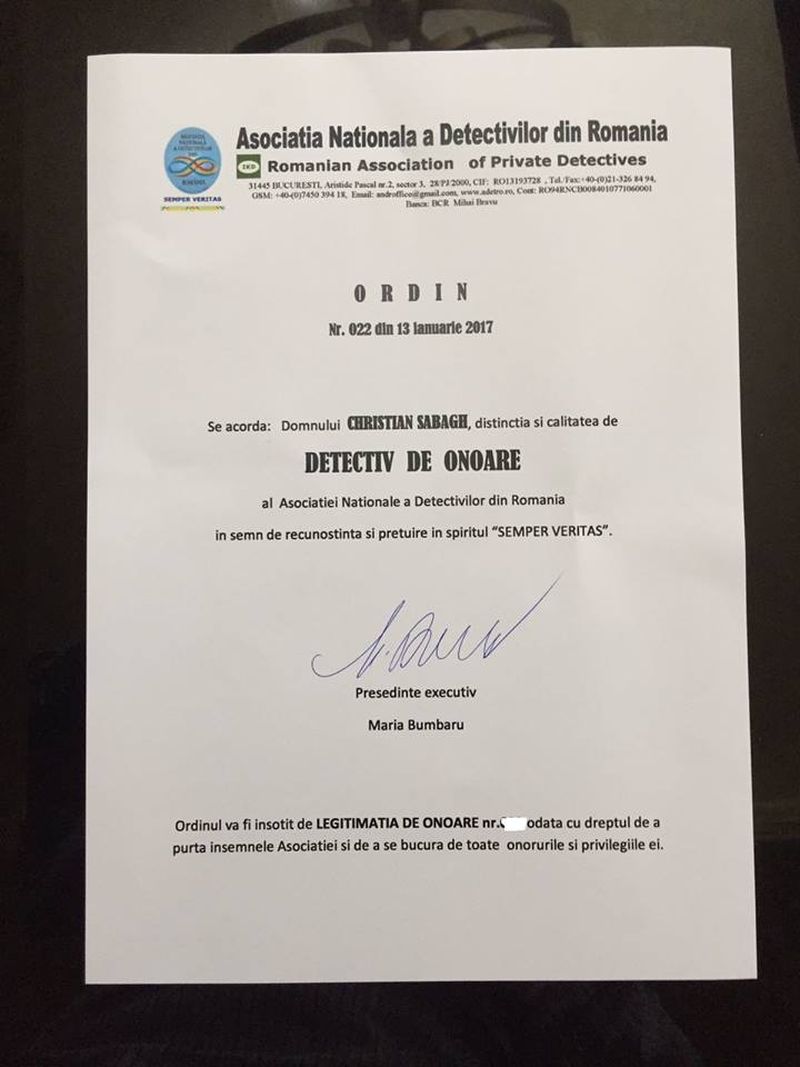 ASOCIATIA
NATIONALA
A DETECTIVILOR
DIN
ROMANIA
SEMPER VERITAS
Asociatia Nationala a Detectivilor din Romania
IKD Romanian Association of Private Detectives
31445 BUCURESTI, Aristide Pascal nr.2, sector 3, 28/PJ/2000, CIF: RO13193728 , Tel./Fax:+40-(0)21-326 84 94,
GSM: +40-(0)7450 394 18, Email: androffice@gmail.com, www.adetro.ro, Cont: RO94RNCB0084010771060001
Banca: BCR Mihai Bravu
O R D I N
Nr. 022 din 13 Ianuarie 2017
Se acorda: Domnului CHRISTIAN SABAGH, distinctia si calitatea de
DETECTIV DE ONOARE
al Asociatiei Nationale a Detectivilor din Romania
in semn de recunostinta si pretuire in spiritul “SEMPER VERITAS”.
Presedinte executiv
Maria Bumbaru
Ordinul va fi insotit de LEGITIMATIA DE ONOARE nr. odata cu dreptul de a
purta insemnele Asociatiei si de a se bucura de toate onorurile si privilegiile ei.